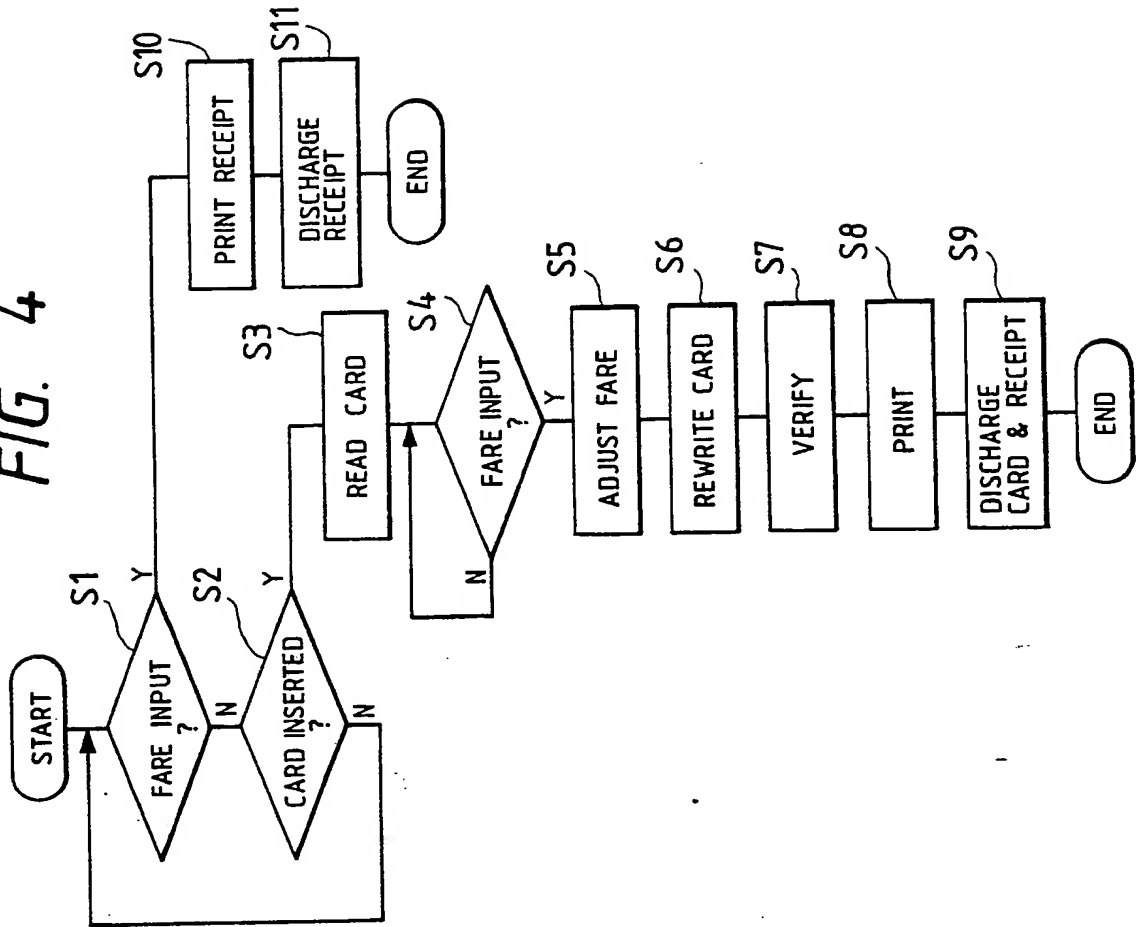 FIG. 4
START
S1
FARE INPUT
?
Y
N
S2
CARD INSERTED
?
Y
N
S3
READ CARD
S4
FARE INPUT
?
N
Y
S5
ADJUST FARE
S6
REWRITE CARD
S7
VERIFY
S8
PRINT
S9
DISCHARGE
CARD & RECEIPT
END
S10
PRINT RECEIPT
S11
DISCHARGE
RECEIPT
END